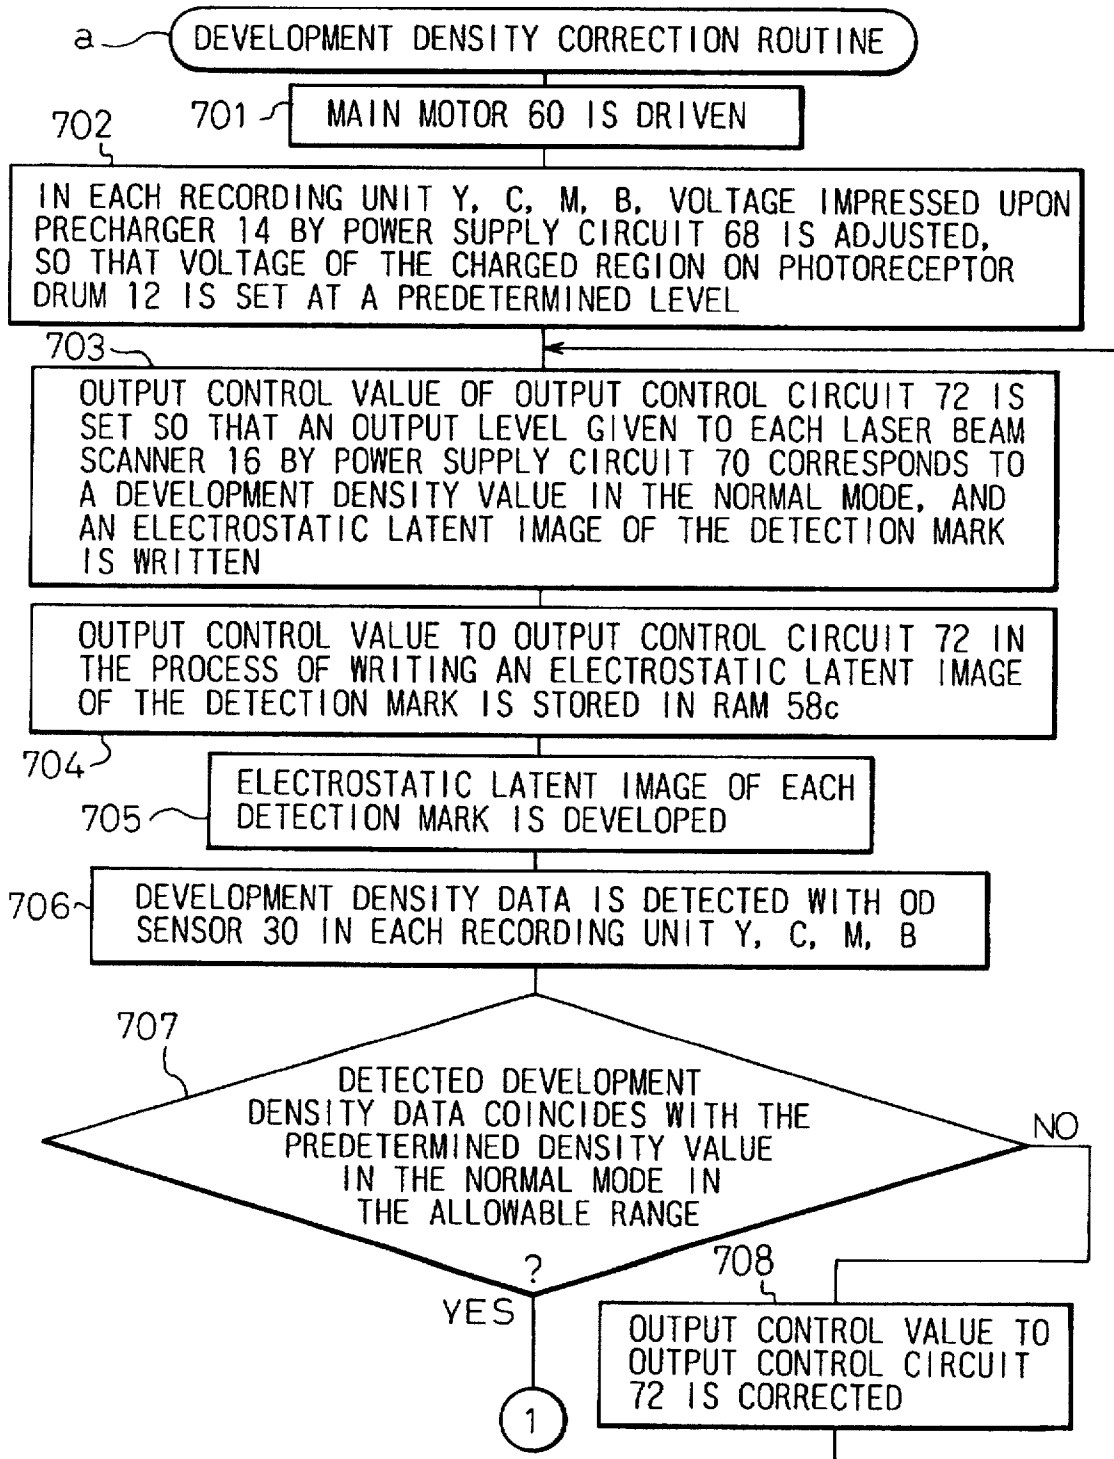 a
DEVELOPMENT DENSITY CORRECTION ROUTINE
701
MAIN MOTOR 60 IS DRIVEN
702
IN EACH RECORDING UNIT Y, C, M, B, VOLTAGE IMPRESSED UPON
PRECHARGER 14 BY POWER SUPPLY CIRCUIT 68 IS ADJUSTED,
SO THAT VOLTAGE OF THE CHARGED REGION ON PHOTORECEPTOR
DRUM 12 IS SET AT A PREDETERMINED LEVEL
703
OUTPUT CONTROL VALUE OF OUTPUT CONTROL CIRCUIT 72 IS
SET SO THAT AN OUTPUT LEVEL GIVEN TO EACH LASER BEAM
SCANNER 16 BY POWER SUPPLY CIRCUIT 70 CORRESPONDS TO
A DEVELOPMENT DENSITY VALUE IN THE NORMAL MODE, AND
AN ELECTROSTATIC LATENT IMAGE OF THE DETECTION MARK
IS WRITTEN
OUTPUT CONTROL VALUE TO OUTPUT CONTROL CIRCUIT 72 IN
THE PROCESS OF WRITING AN ELECTROSTATIC LATENT IMAGE
OF THE DETECTION MARK IS STORED IN RAM 58c
704
ELECTROSTATIC LATENT IMAGE OF EACH
DETECTION MARK IS DEVELOPED
705
706
DEVELOPMENT DENSITY DATA IS DETECTED WITH OD
SENSOR 30 IN EACH RECORDING UNIT Y, C, M, B
707
DETECTED DEVELOPMENT
DENSITY DATA COINCIDES WITH THE
PREDETERMINED DENSITY VALUE
IN THE NORMAL MODE IN
THE ALLOWABLE RANGE
?
NO
YES
708
OUTPUT CONTROL VALUE TO
OUTPUT CONTROL CIRCUIT
72 IS CORRECTED
1